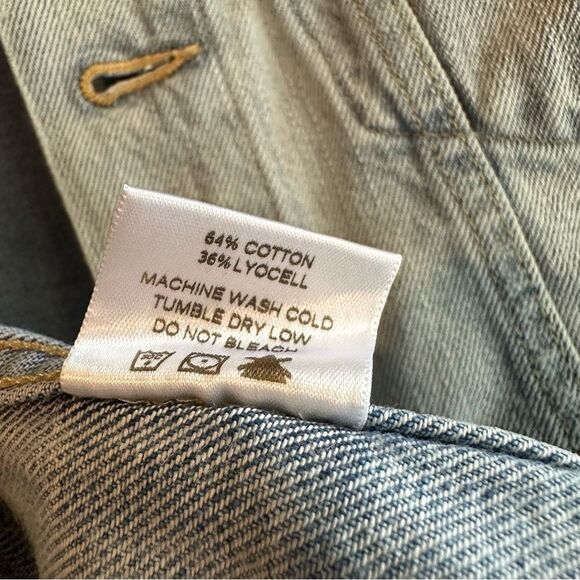 64% COTTON
36% LYOCELL
MACHINE WASH COLD
TUMBLE DRY LOW
DO NOT BLEACH